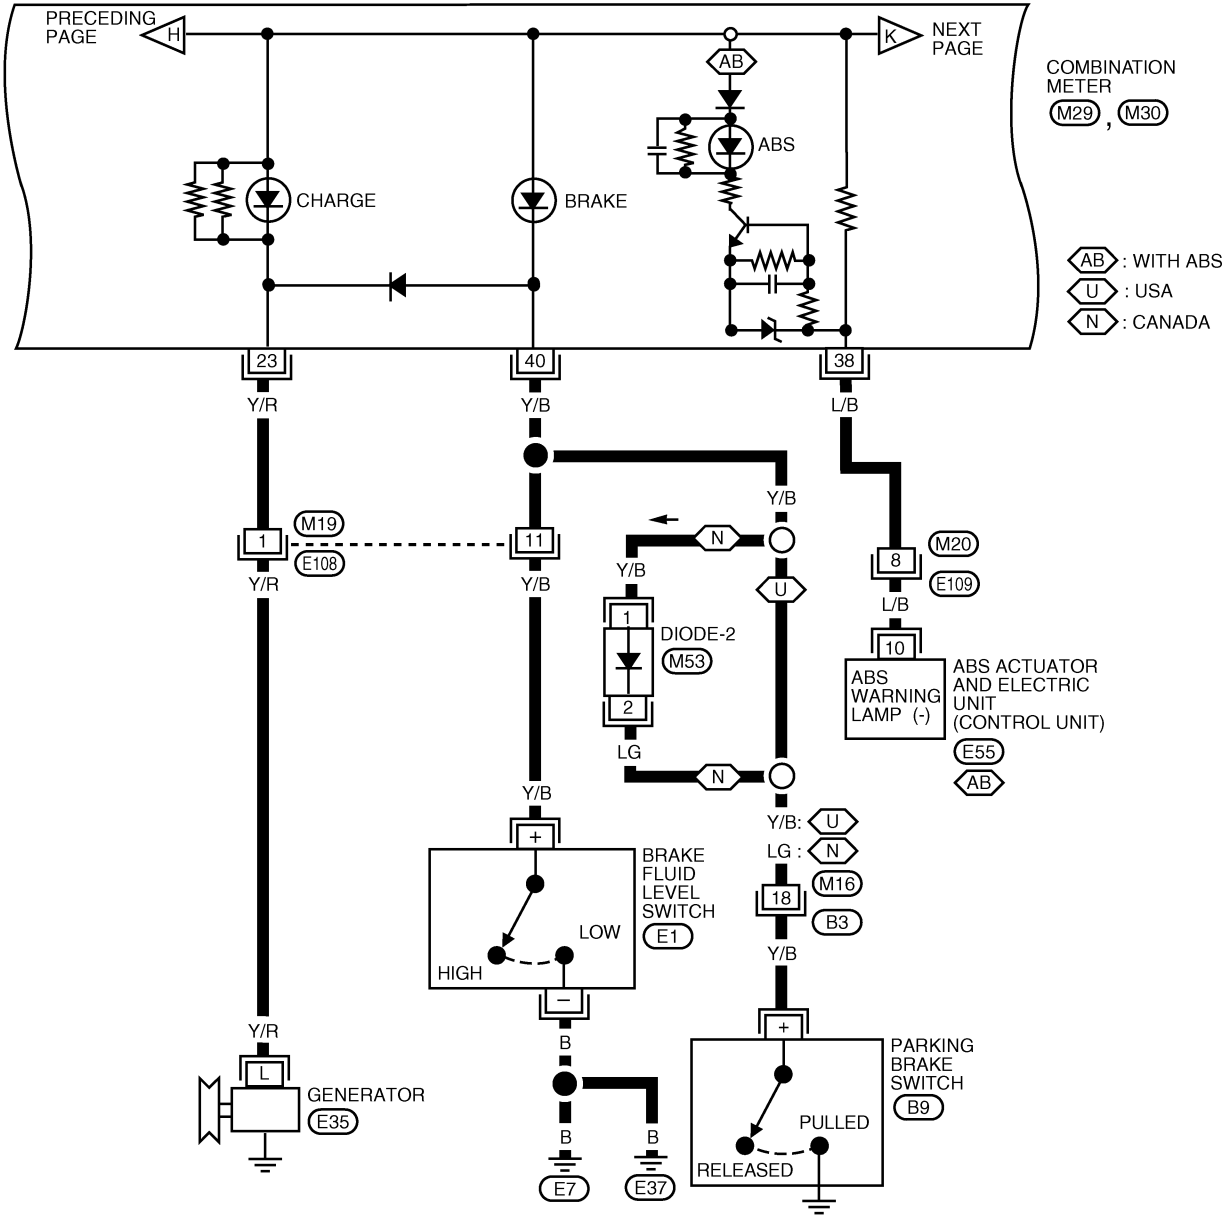 PRECEDING
PAGE
H
AB
K
NEXT
PAGE
COMBINATION
METER
M29 , M30
ABS
CHARGE
BRAKE
AB : WITH ABS
U : USA
N : CANADA
23
40
38
Y/R
Y/B
L/B
Y/B
M19
1
E108
11
N
U
M20
8
E109
Y/R
Y/B
Y/B
L/B
1
DIODE-2
M53
2
LG
N
10
ABS
WARNING
LAMP (-)
ABS ACTUATOR
AND ELECTRIC
UNIT
(CONTROL UNIT)
E55
AB
Y/B
Y/B: U
LG : N
+
BRAKE
FLUID
LEVEL
SWITCH
E1
LOW
HIGH
–
M16
18
B3
Y/B
Y/R
L
GENERATOR
E35
B
B
B
E7
E37
+
PARKING
BRAKE
SWITCH
B9
PULLED
RELEASED